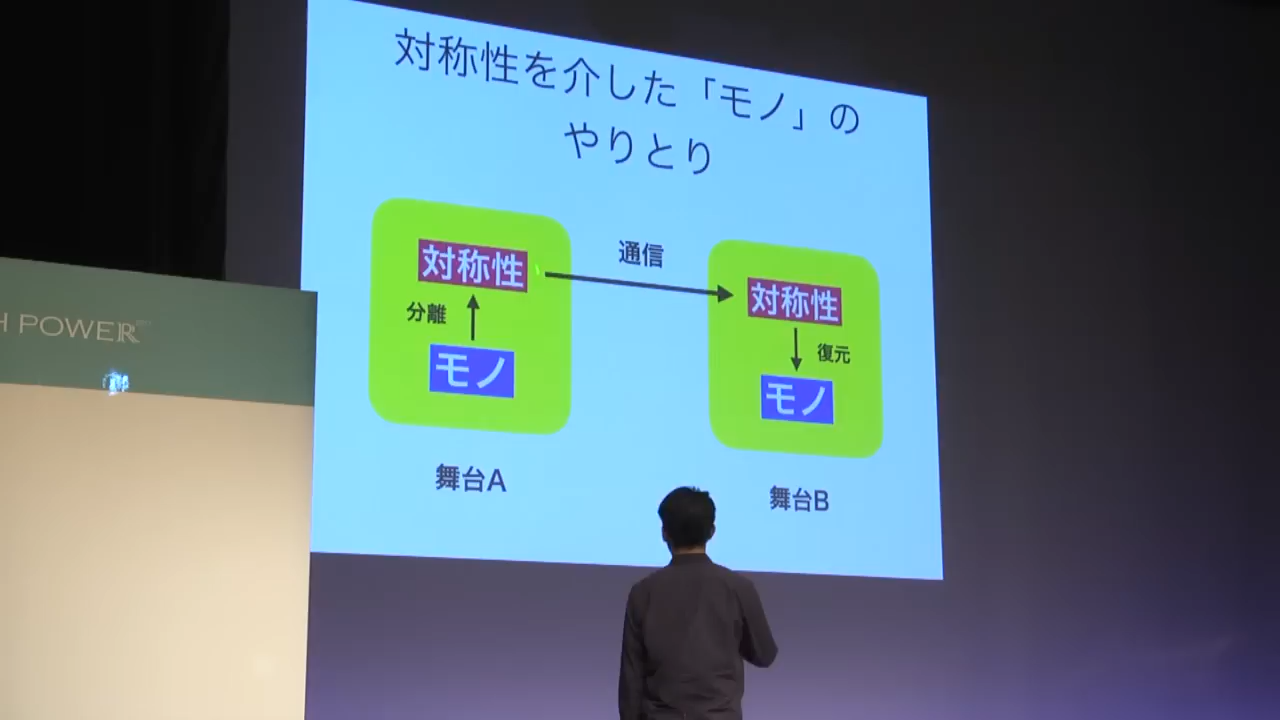 対称性を介した「モノ」の
やりとり
対称性
分離
モノ
舞台A
通信
対称性
復元
モノ
舞台B
H POWER